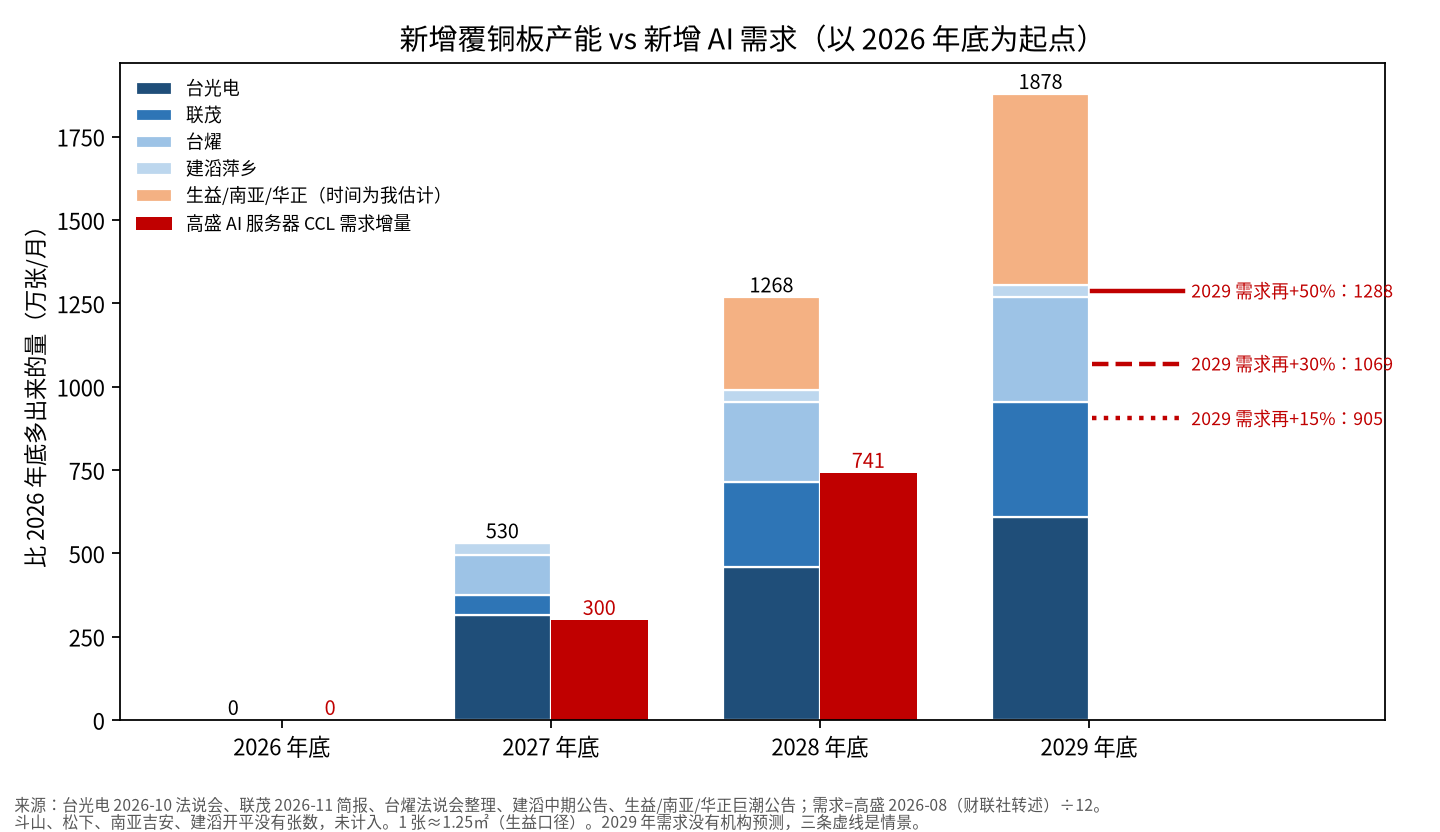 新增覆铜板产能 vs 新增 AI 需求（以 2026 年底为起点）
台光电
联茂
台燿
建滔萍乡
生益/南亚/华正（时间为我估计）
高盛 AI 服务器 CCL 需求增量
比 2026 年底多出来的量（万张/月）
1750
1500
1250
1000
750
500
250
0
0
0
530
300
1268
741
1878
2029 需求再+50%：1288
2029 需求再+30%：1069
2029 需求再+15%：905
2026 年底
2027 年底
2028 年底
2029 年底
来源：台光电 2026-10 法说会、联茂 2026-11 简报、台燿法说会整理、建滔中期公告、生益/南亚/华正巨潮公告；需求=高盛 2026-08（财联社转述）÷12。
斗山、松下、南亚吉安、建滔开平没有张数，未计入。1 张≈1.25㎡（生益口径）。2029 年需求没有机构预测，三条虚线是情景。